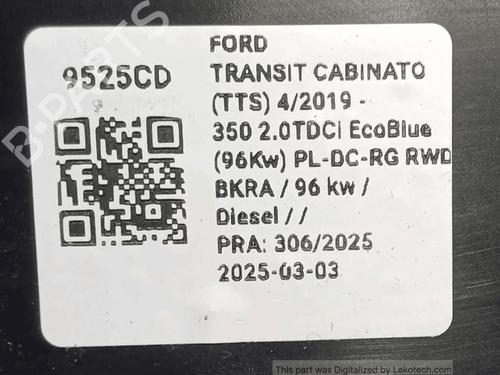 9525CD
FORD
TRANSIT CABINATO
(TTS) 4/2019 -
350 2.0TDCi EcoBlue
(96Kw) PL-DC-RG RWD
BKRA / 96 kw /
Diesel / /
PRA: 306/2025
2025-03-03
B-PARTS
This part was Digitalized by Lekotech.com